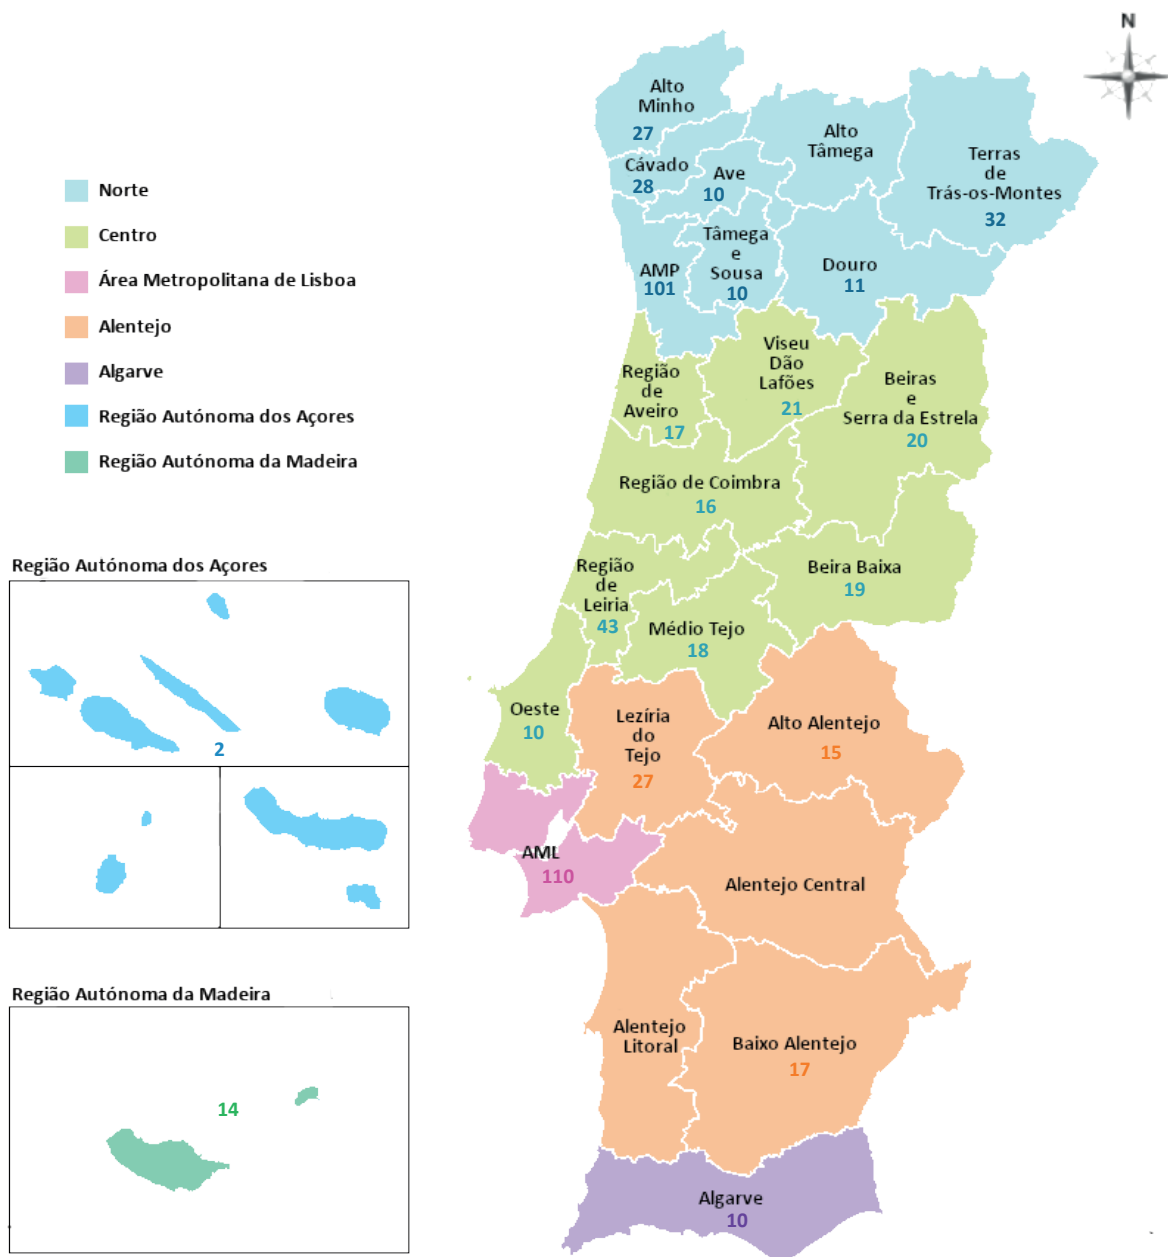 N
Norte
Centro
Área Metropolitana de Lisboa
Alentejo
Algarve
Região Autónoma dos Açores
Região Autónoma da Madeira
Alto
Minho
27
Cávado
28
Ave
10
Alto
Tâmega
Terras
de
Trás-os-Montes
32
AMP
101
Tâmega
e
Sousa
10
Douro
11
Região
de
Aveiro
17
Viseu
Dão
Lafões
21
Beiras
e
Serra da Estrela
20
Região de Coimbra
16
Região
de
Leiria
43
Médio Tejo
18
Beira Baixa
19
Oeste
10
Lezíria
do
Tejo
27
Alto Alentejo
15
AML
110
Alentejo Central
Alentejo
Litoral
Baixo Alentejo
17
Algarve
10
Região Autónoma dos Açores
2
Região Autónoma da Madeira
14